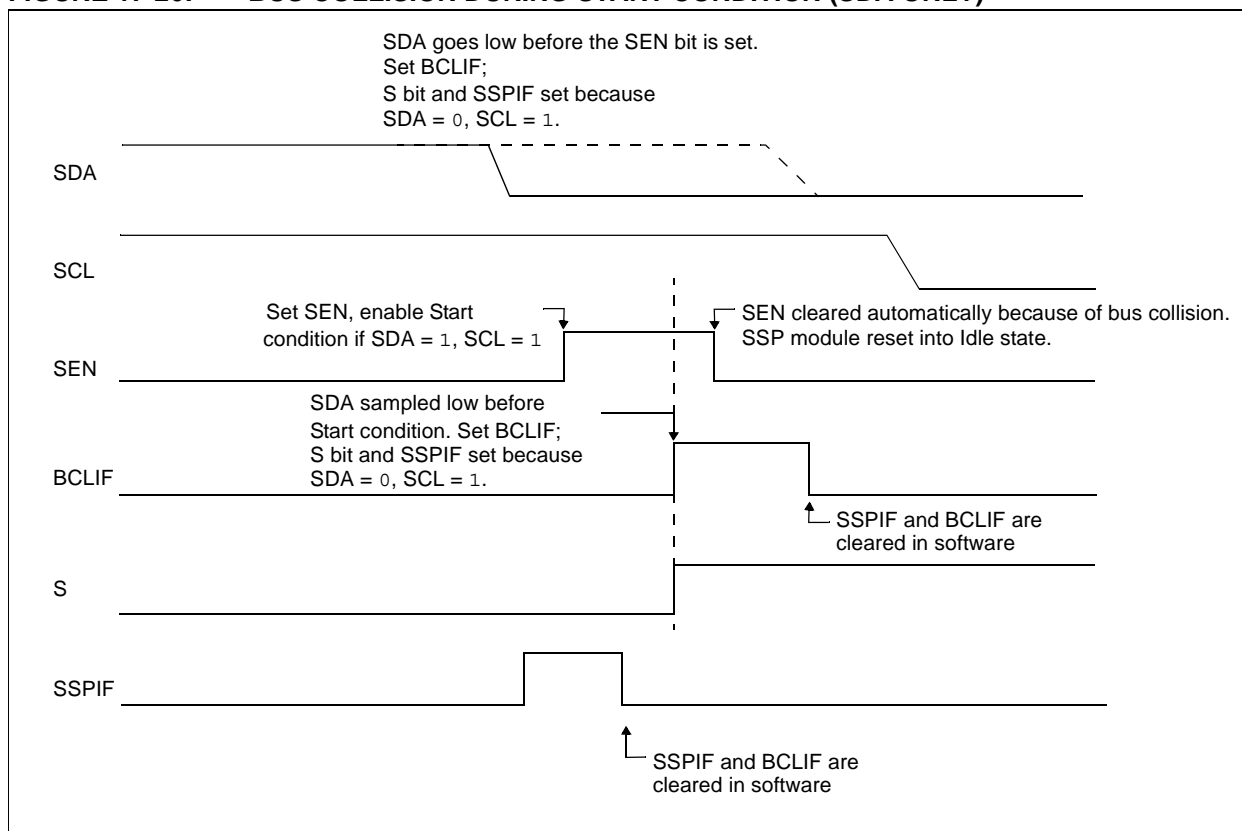 SDA goes low before the SEN bit is set.
Set BCLIF;
S bit and SSPIF set because
SDA = 0, SCL = 1.
SDA
SCL
Set SEN, enable Start
condition if SDA = 1, SCL = 1
SEN cleared automatically because of bus collision.
SSP module reset into Idle state.
SEN
SDA sampled low before
Start condition. Set BCLIF;
S bit and SSPIF set because
SDA = 0, SCL = 1.
BCLIF
SSPIF and BCLIF are
cleared in software
S
SSPIF
SSPIF and BCLIF are
cleared in software